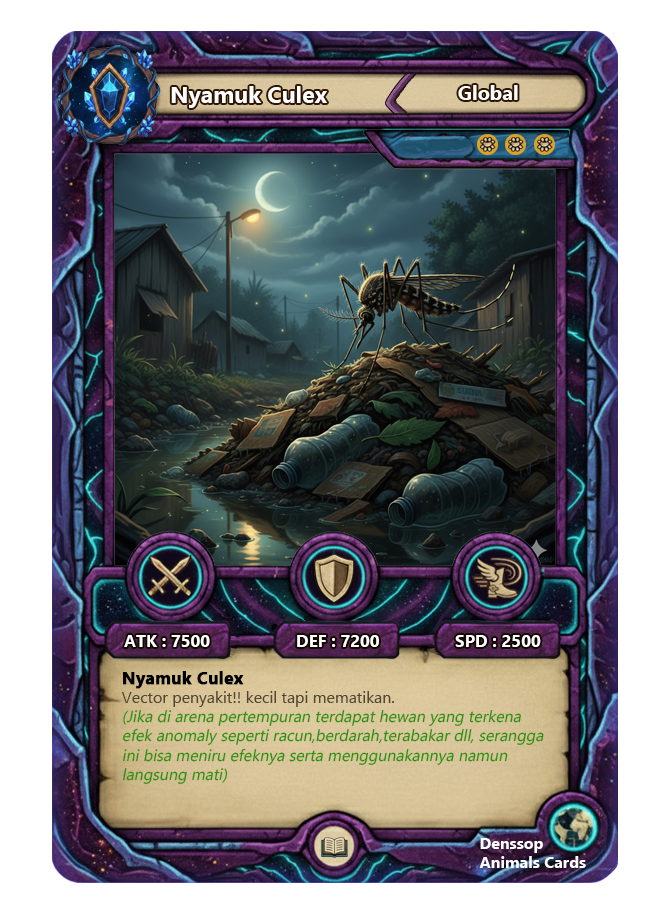 Nyamuk Culex
Global
ATK : 7500
DEF : 7200
SPD : 2500
Nyamuk Culex
Vector penyakit!! kecil tapi mematikan.
(Jika di arena pertempuran terdapat hewan yang terkena
efek anomaly seperti racun,berdarah,terabakar dll, serangga
ini bisa meniru efeknya serta menggunakannya namun
langsung mati)
Denssop
Animals Cards